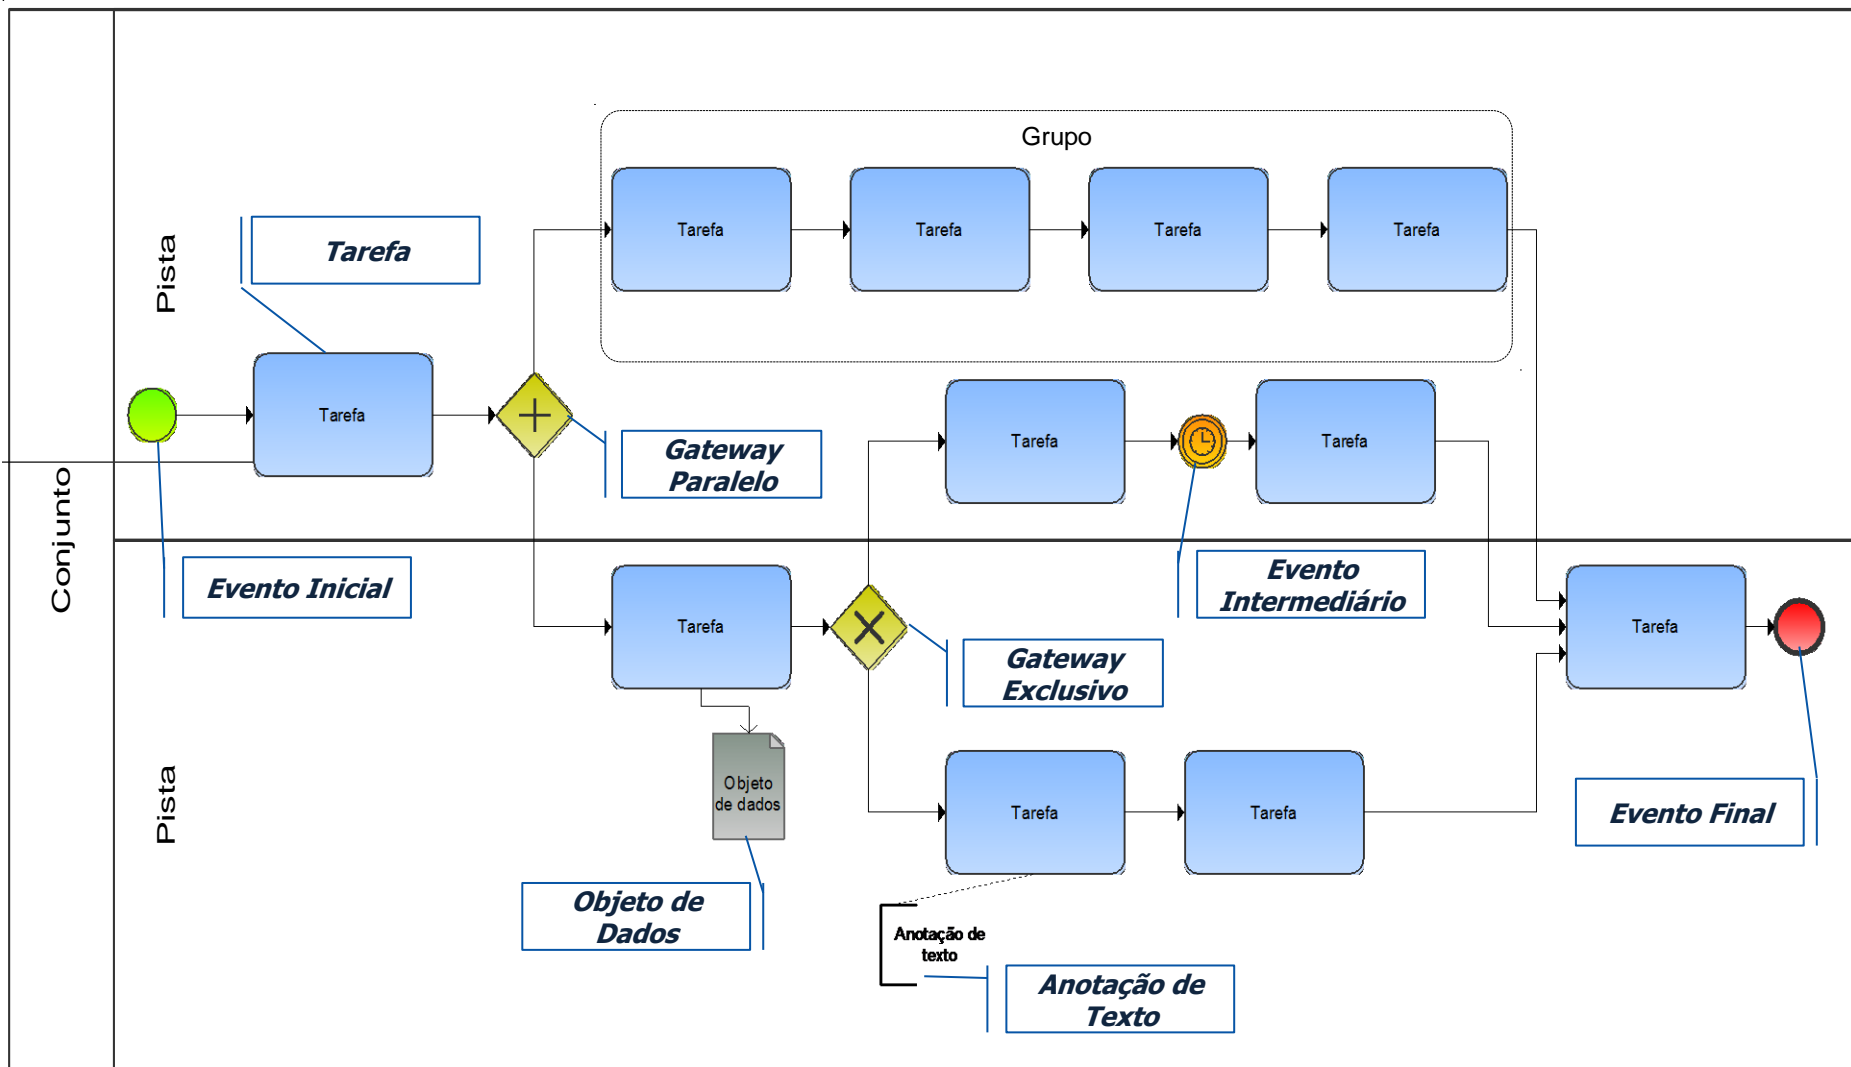 Conjunto
Pista
Grupo
Tarefa
Tarefa
Tarefa
Tarefa
Tarefa
Tarefa
Gateway
Paralelo
Tarefa
Tarefa
Evento Inicial
Evento
Intermediário
Pista
Tarefa
Gateway
Exclusivo
Tarefa
Objeto
de dados
Tarefa
Tarefa
Evento Final
Objeto de
Dados
Anotação de
texto
Anotação de
Texto